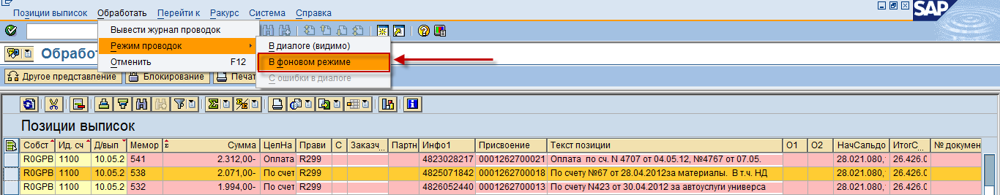 Позиции выписок Обработать Перейти к Ракурс Система Справка
SAP
Вывести журнал проводок
Режим проводок
Отменить F12
В диалоге (видимо)
В фоновом режиме
С ошибки в диалоге
Обрабо
Другое представление Блокирование Печат
Позиции выписок
Собст Ид. сч Д/вып Мемор Сумма ЦелНа Прави С Заказч... Партн Инфо1 Присвоение Текст позиции О1 О2 НачСальдо ИтогС № докумен
R0GPB 1100 10.05.2 541 2.312,00- Оплата R299 4823028217 0001262700021 Оплата по сч. N 4707 от 04.05.12, №4767 от 07.05. 28.021.080, 26.426.0
R0GPB 1100 10.05.2 538 2.071,00- По счет R299 4825071842 0001262700018 По счету №67 от 28.04.2012за материалы. В т.ч. НД 28.021.080, 26.426.0
R0GPB 1100 10.05.2 532 1.994,00- По счет R299 4826052440 0001262700013 По счету N423 от 30.04.2012 за автоуслуги универса 28.021.080, 26.426.0